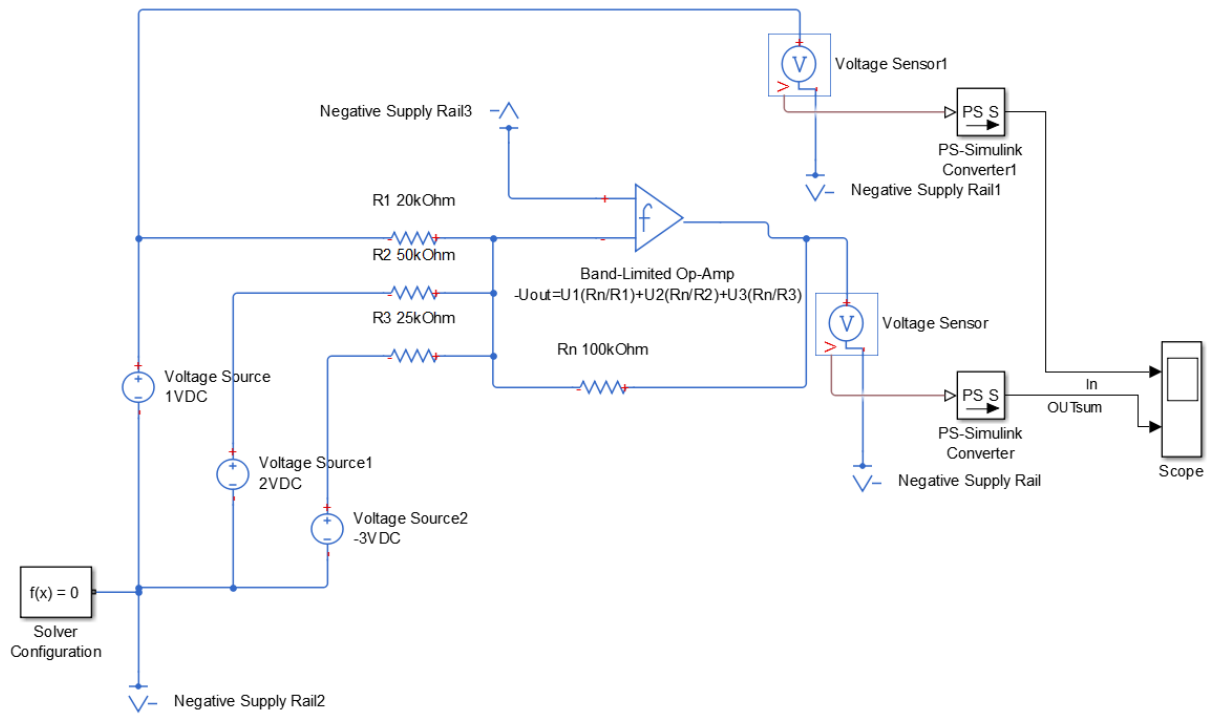 Voltage Sensor1
V
Negative Supply Rail3
PS S
PS-Simulink
Converter1
Negative Supply Rail1
R1 20kOhm
f
R2 50kOhm
Band-Limited Op-Amp
-Uout=U1(Rn/R1)+U2(Rn/R2)+U3(Rn/R3)
R3 25kOhm
V
Voltage Sensor
Rn 100kOhm
Voltage Source
1VDC
In
OUTsum
PS S
PS-Simulink
Converter
Scope
Voltage Source1
2VDC
Negative Supply Rail
Voltage Source2
-3VDC
f(x) = 0
Solver
Configuration
Negative Supply Rail2